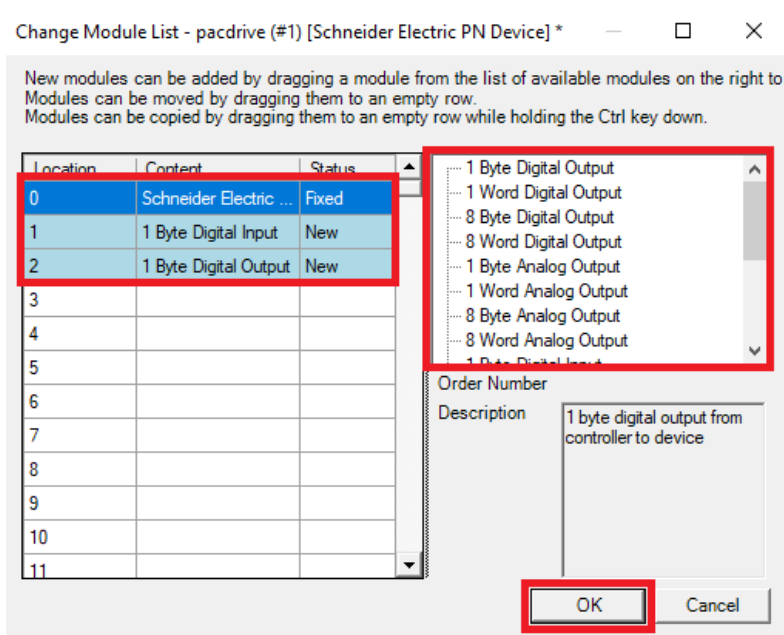 Change Module List - pacdrive (#1) [Schneider Electric PN Device] *
New modules can be added by dragging a module from the list of available modules on the right to
Modules can be moved by dragging them to an empty row.
Modules can be copied by dragging them to an empty row while holding the Ctrl key down.
Location Content Status
0 Schneider Electric ... Fixed
1 1 Byte Digital Input New
2 1 Byte Digital Output New
3
4
5
6
7
8
9
10
11
1 Byte Digital Output
1 Word Digital Output
8 Byte Digital Output
8 Word Digital Output
1 Byte Analog Output
1 Word Analog Output
8 Byte Analog Output
8 Word Analog Output
1 Byte Digital Input
Order Number
Description
1 byte digital output from
controller to device
OK Cancel